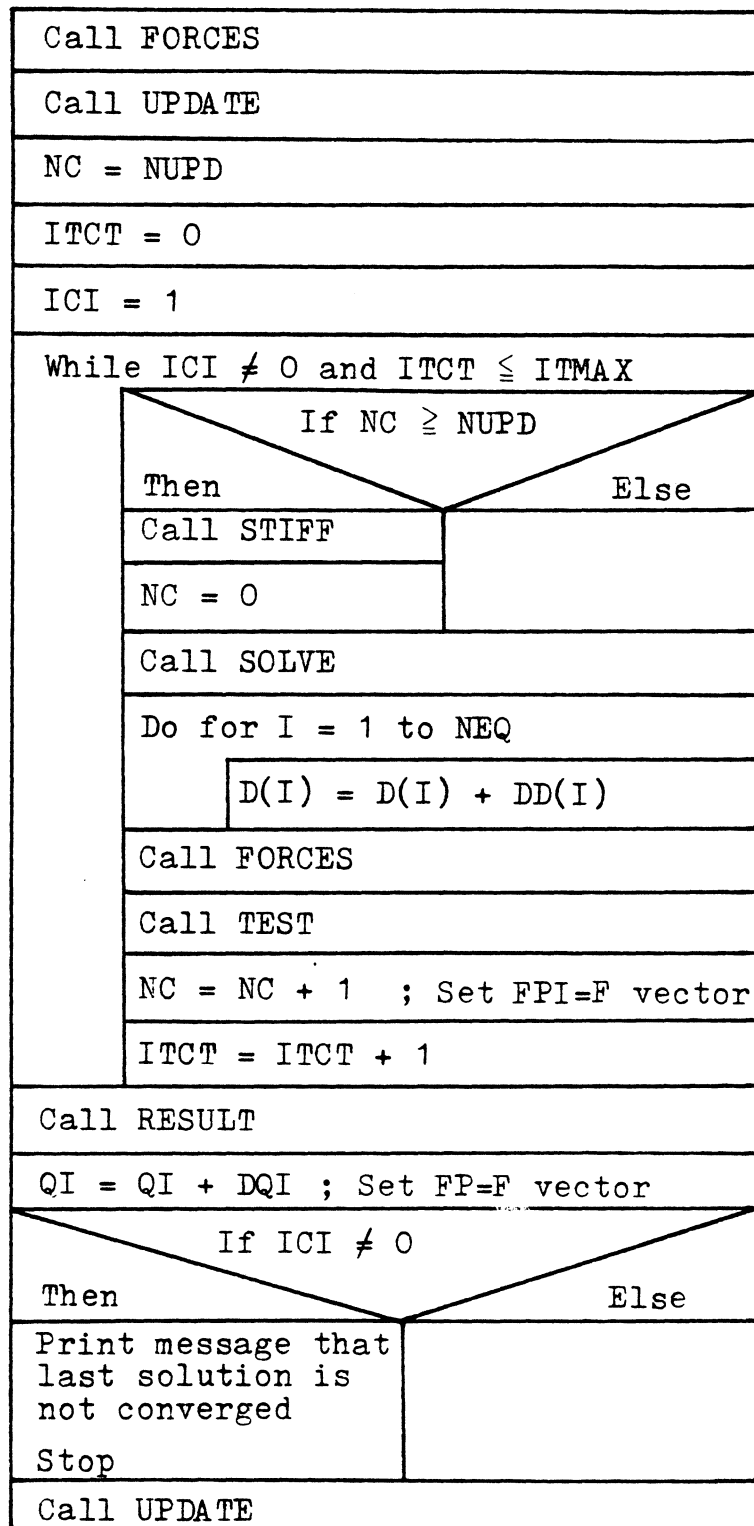 Call FORCES
Call UPDATE
NC = NUPD
ITCT = 0
ICI = 1
While ICI ≠ 0 and ITCT ≦ ITMAX
If NC ≧ NUPD
Then Else
Call STIFF
NC = 0
Call SOLVE
Do for I = 1 to NEQ
D(I) = D(I) + DD(I)
Call FORCES
Call TEST
NC = NC + 1 ; Set FPI=F vector
ITCT = ITCT + 1
Call RESULT
QI = QI + DQI ; Set FP=F vector
If ICI ≠ 0
Then Else
Print message that
last solution is
not converged
Stop
Call UPDATE